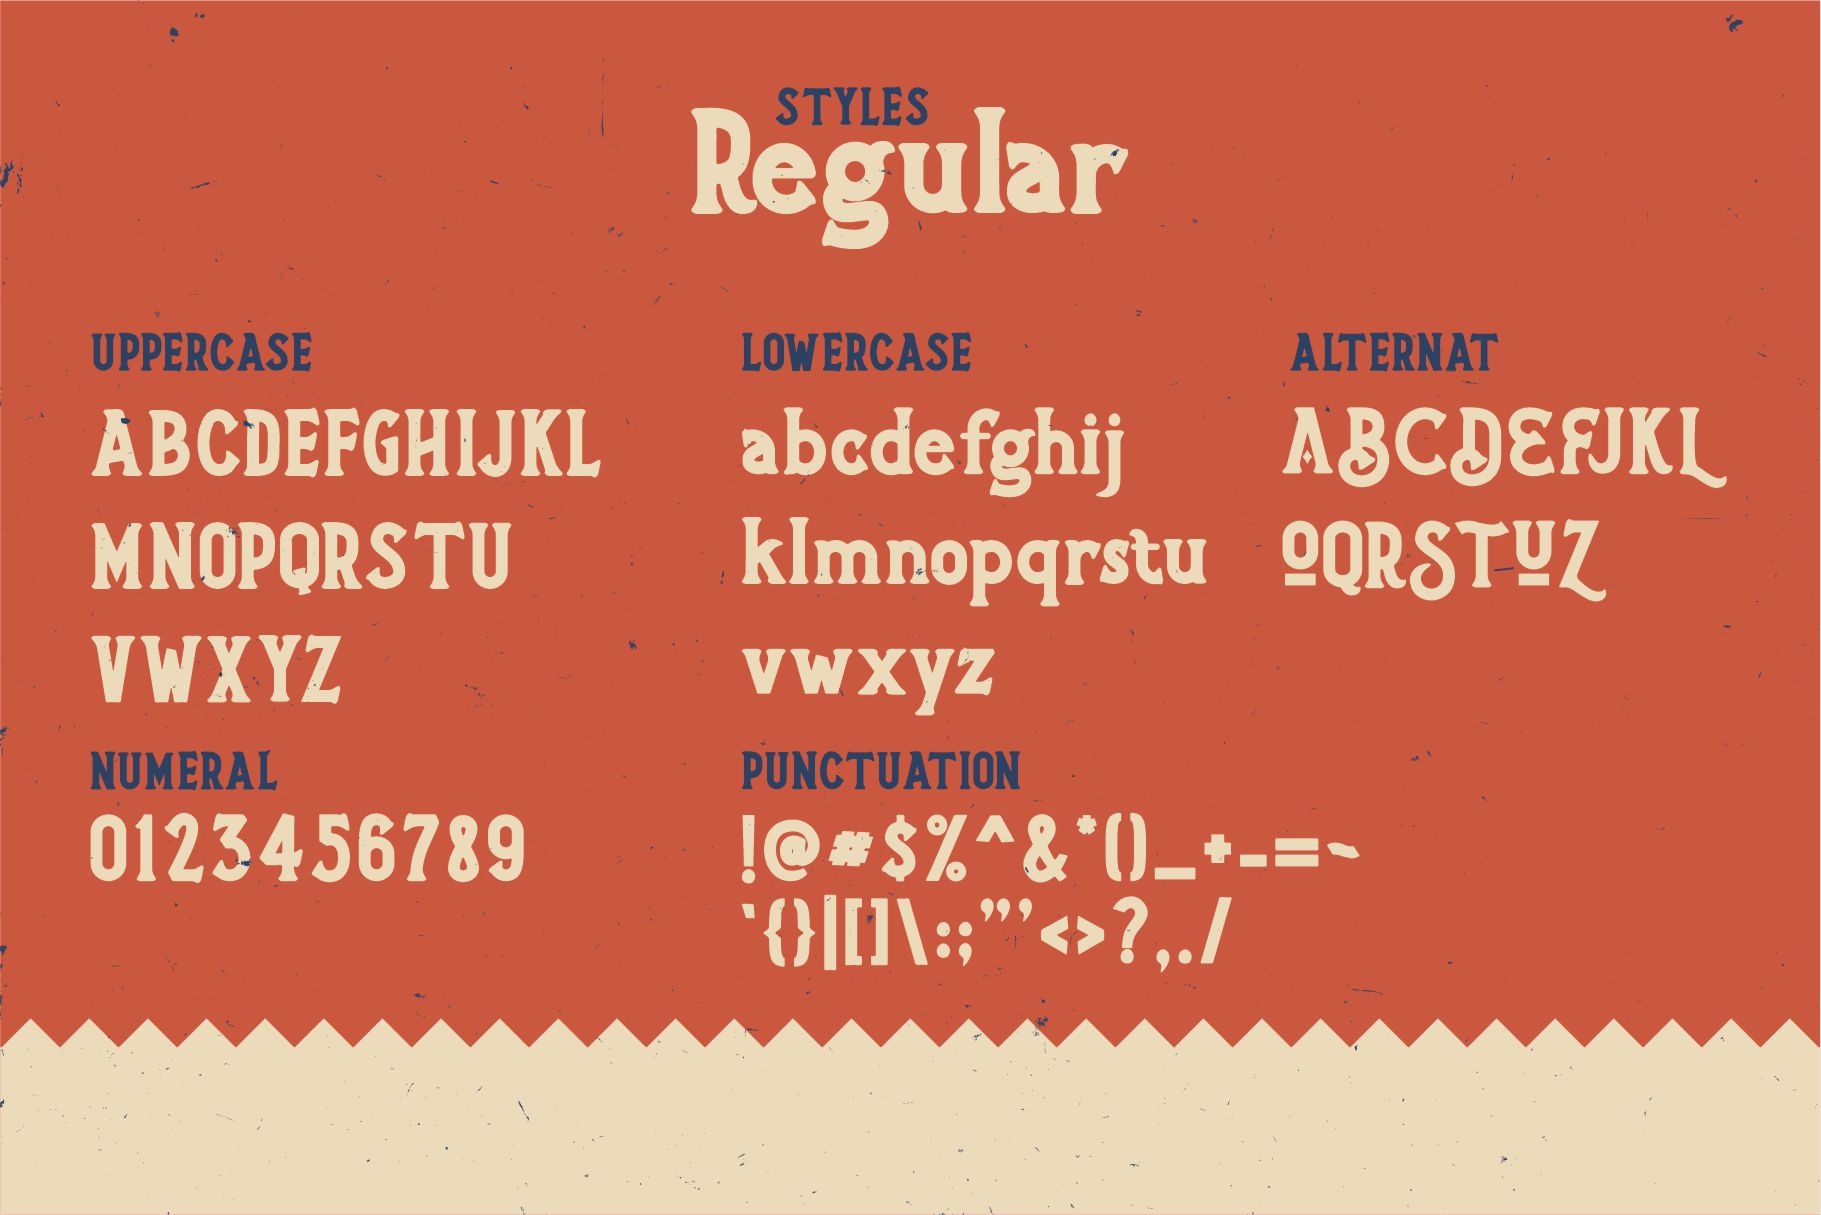 STYLES
Regular
UPPERCASE
ABCDEFGHIJKL
MNOPQRSTU
VWXYZ
LOWERCASE
abcdefghij
klmnopqrstu
vwxyz
ALTERNAT
ABCDEFJKL
OQRSTUZ
NUMERAL
0123456789
PUNCTUATION
!@#$%^&*()_+-=~
`{}|[]\:;”’<>?,./